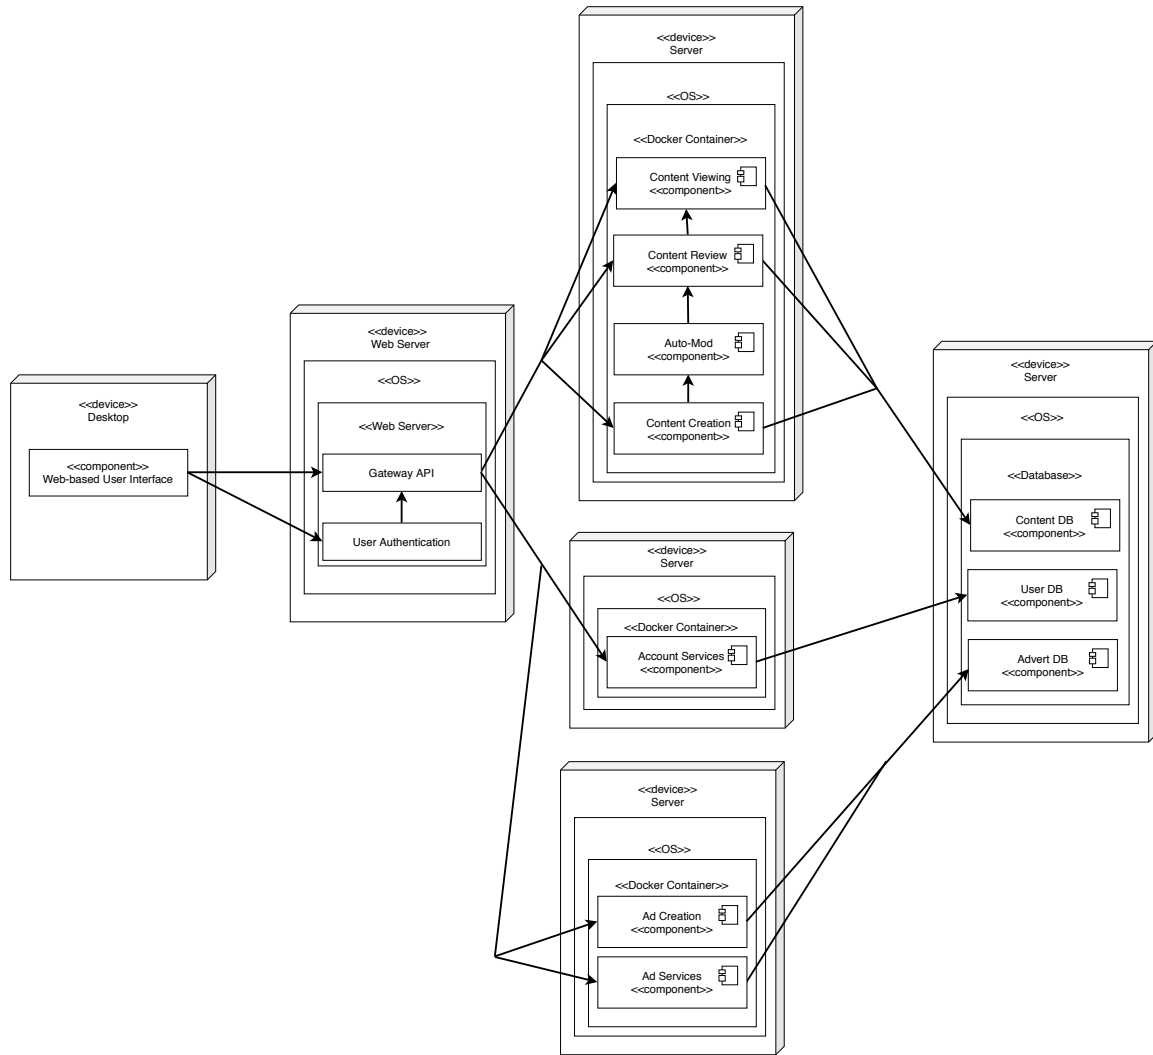 <<device>>
Desktop
<<component>>
Web-based User Interface
<<device>>
Web Server
<<OS>>
<<Web Server>>
Gateway API
User Authentication
<<device>>
Server
<<OS>>
<<Docker Container>>
Content Viewing
<<component>>
Content Review
<<component>>
Auto-Mod
<<component>>
Content Creation
<<component>>
<<device>>
Server
<<OS>>
<<Docker Container>>
Account Services
<<component>>
<<device>>
Server
<<OS>>
<<Docker Container>>
Ad Creation
<<component>>
Ad Services
<<component>>
<<device>>
Server
<<OS>>
<<Database>>
Content DB
<<component>>
User DB
<<component>>
Advert DB
<<component>>